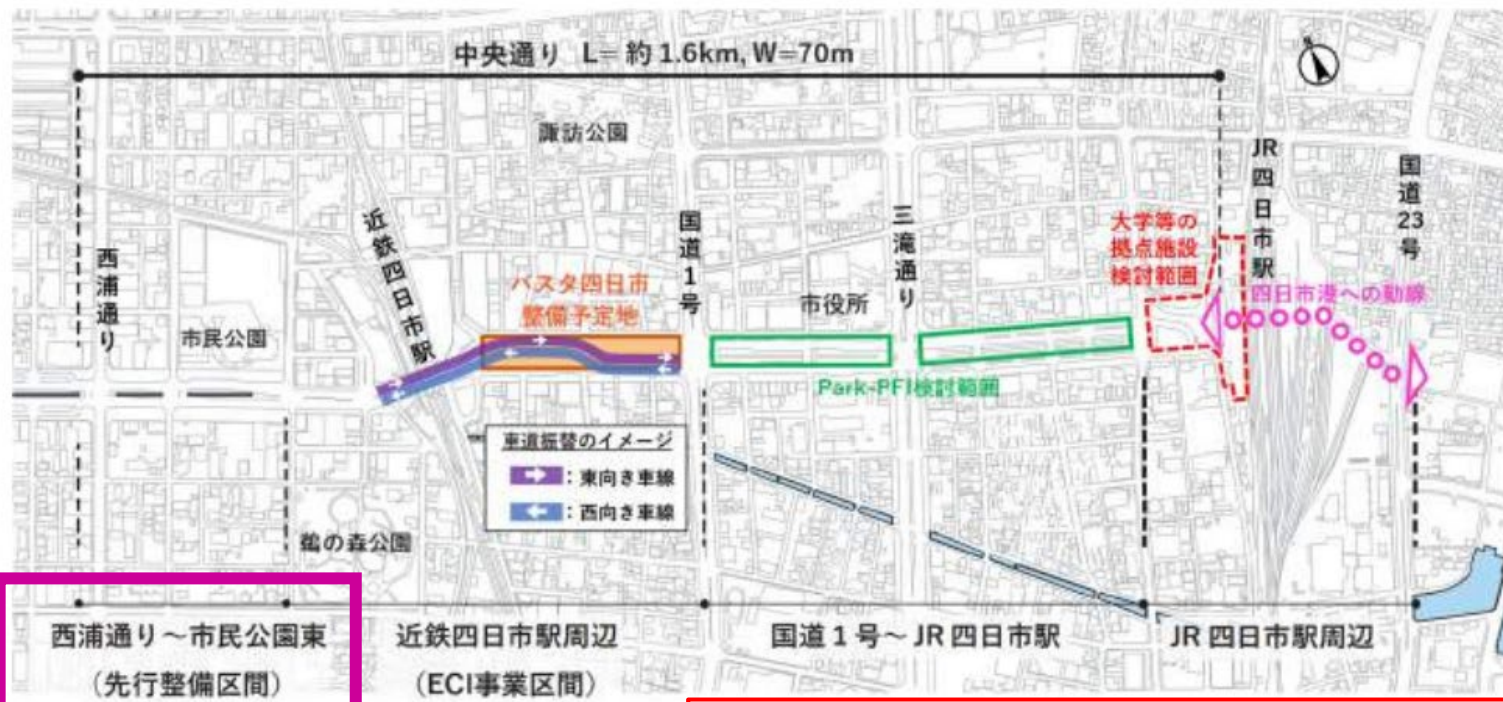 中央通り L= 約 1.6km, W=70m
諏訪公園
西浦通り
市民公園
近鉄四日市駅
バスタ四日市
整備予定地
国道1号
市役所
三滝通り
大学等の
拠点施設
検討範囲
JR四日市駅
国道23号
四日市港への動線
Park-PFI検討範囲
車道振替のイメージ
:東向き車線
:西向き車線
鵜の森公園
西浦通り~市民公園東
(先行整備区間)
近鉄四日市駅周辺
(ECI事業区間)
国道1号~JR 四日市駅
JR 四日市駅周辺